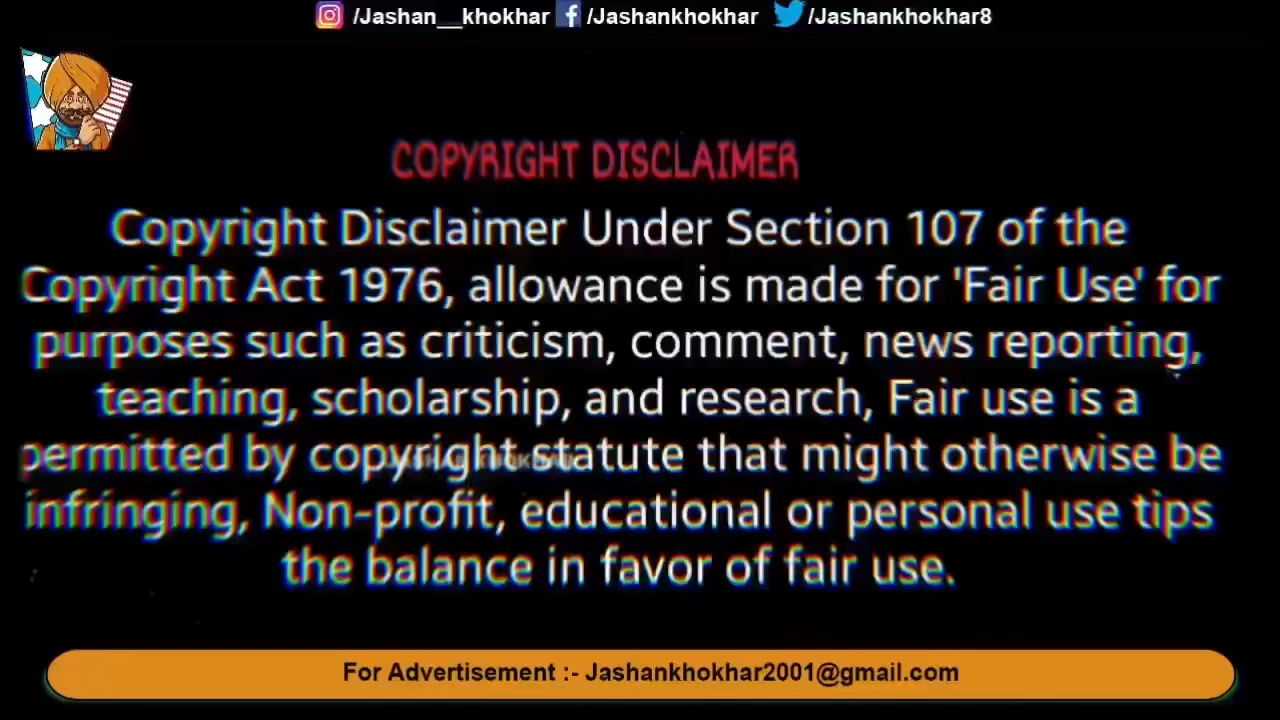 /Jashan__khokhar /Jashankhokhar /Jashankhokhar8
COPYRIGHT DISCLAIMER
Copyright Disclaimer Under Section 107 of the
Copyright Act 1976, allowance is made for 'Fair Use' for
purposes such as criticism, comment, news reporting,
teaching, scholarship, and research, Fair use is a
permitted by copyright statute that might otherwise be
infringing, Non-profit, educational or personal use tips
the balance in favor of fair use.
For Advertisement :- Jashankhokhar2001@gmail.com